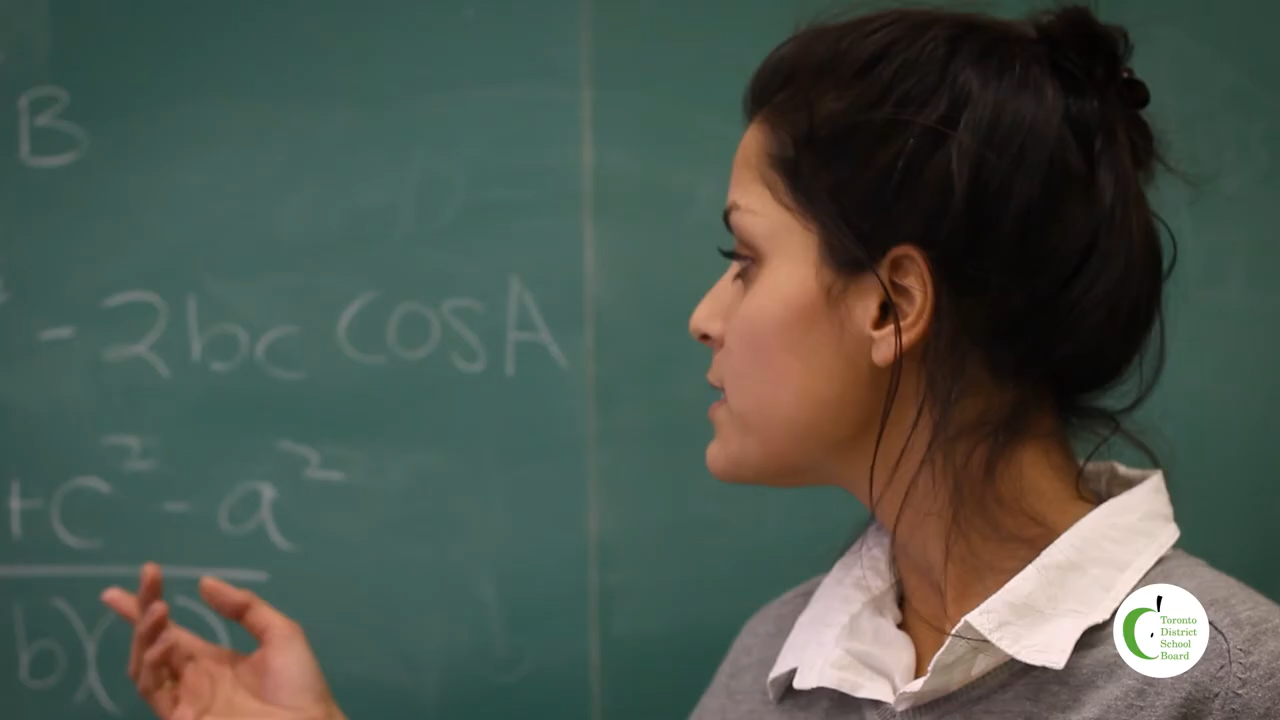 B
- 2bc cosA
+c² - a²
b)( )
Toronto
District
School
Board